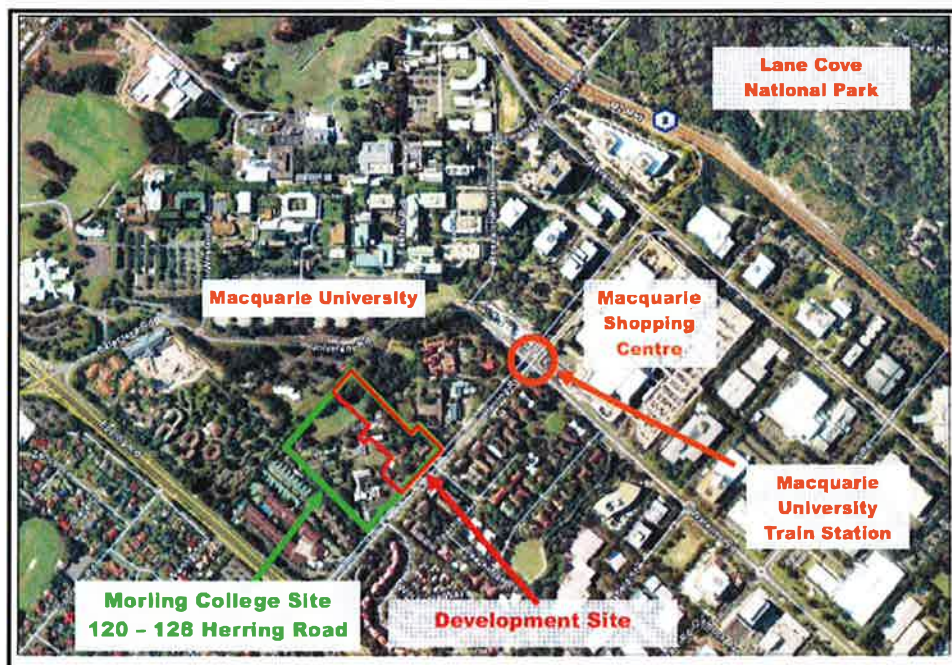 Lane Cove
National Park
2
Macquarie University
Macquarie
Shopping
Centre
Macquarie
University
Train Station
Morling College Site
120 – 128 Herring Road
Development Site